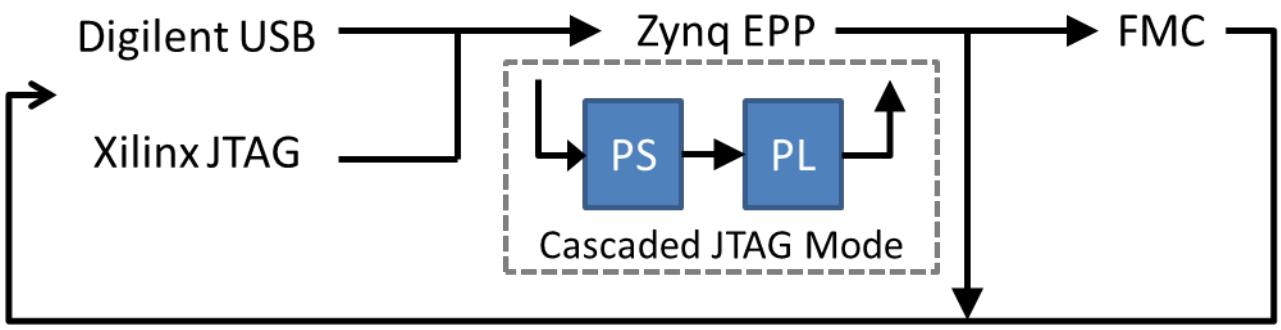 Digilent USB
Zynq EPP
FMC
Xilinx JTAG
PS
PL
Cascaded JTAG Mode